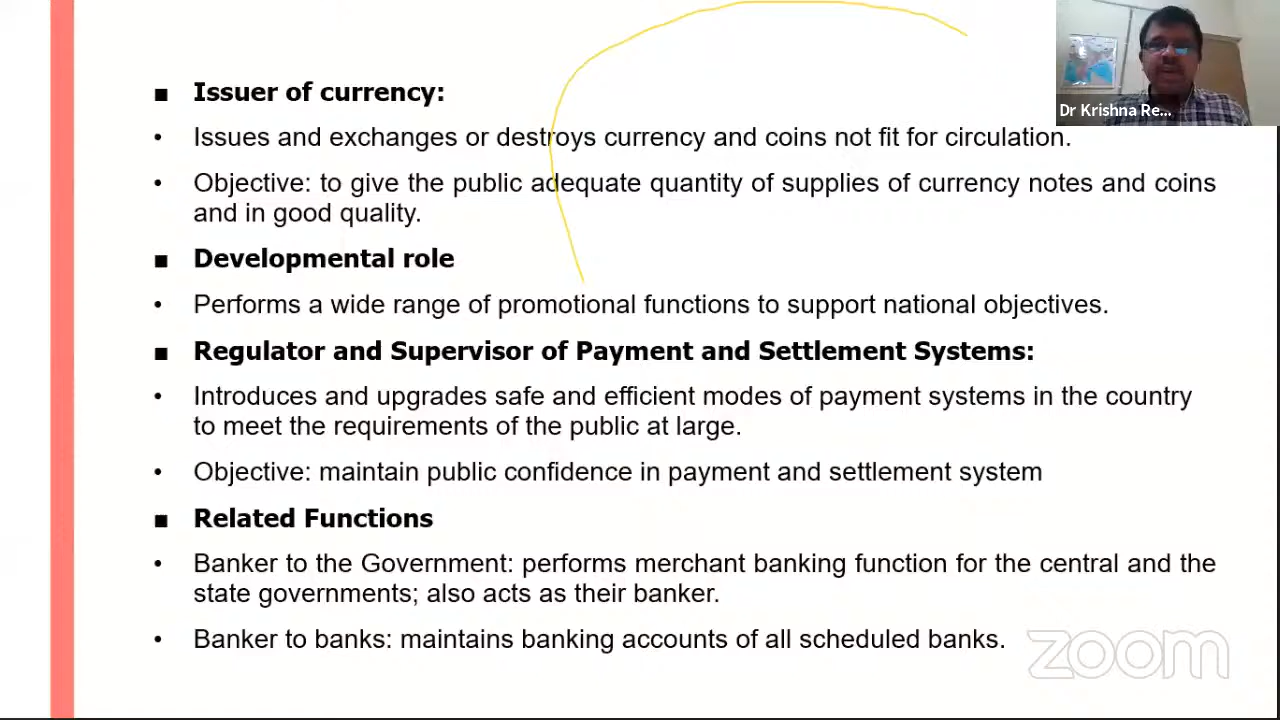 Dr Krishna Re...
■ Issuer of currency:
• Issues and exchanges or destroys currency and coins not fit for circulation.
• Objective: to give the public adequate quantity of supplies of currency notes and coins
and in good quality.
■ Developmental role
• Performs a wide range of promotional functions to support national objectives.
■ Regulator and Supervisor of Payment and Settlement Systems:
• Introduces and upgrades safe and efficient modes of payment systems in the country
to meet the requirements of the public at large.
• Objective: maintain public confidence in payment and settlement system
■ Related Functions
• Banker to the Government: performs merchant banking function for the central and the
state governments; also acts as their banker.
• Banker to banks: maintains banking accounts of all scheduled banks.
zoom